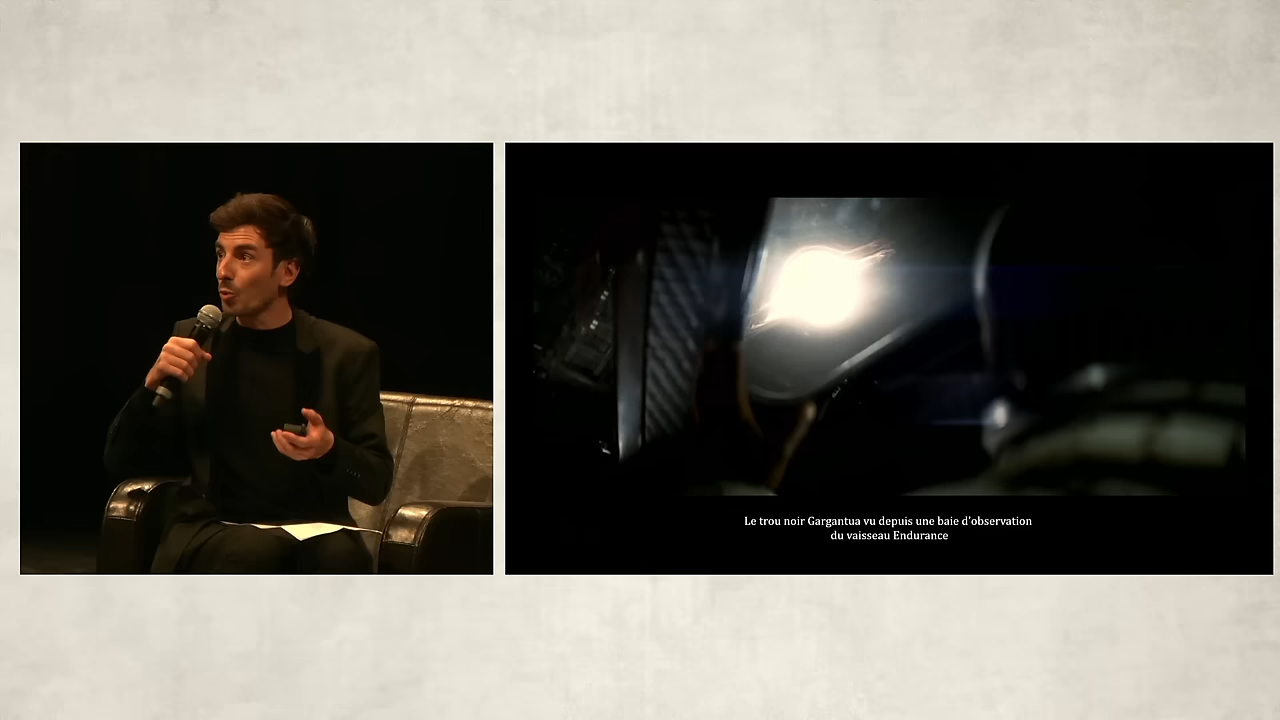 Le trou noir Gargantua vu depuis une baie d'observation
du vaisseau Endurance